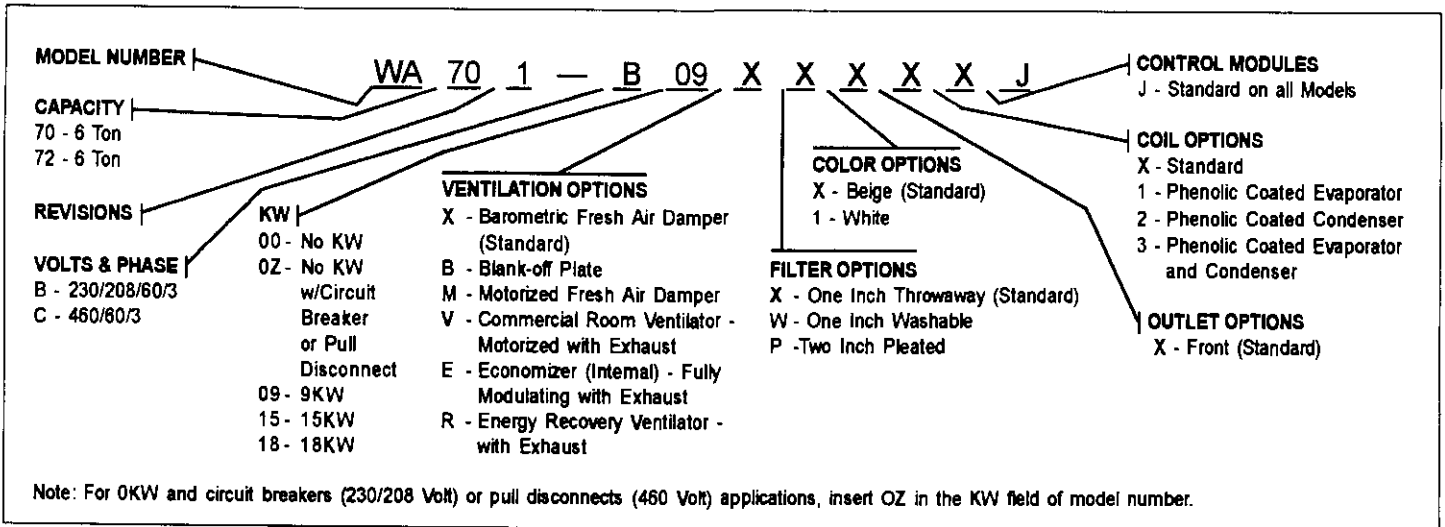 MODEL NUMBER
WA 70 1 — B 09 X X X X X J
CAPACITY
70 - 6 Ton
72 - 6 Ton
REVISIONS
VOLTS & PHASE
B - 230/208/60/3
C - 460/60/3
KW
00 - No KW
0Z - No KW
w/Circuit
Breaker
or Pull
Disconnect
09 - 9KW
15 - 15KW
18 - 18KW
VENTILATION OPTIONS
X - Barometric Fresh Air Damper
(Standard)
B - Blank-off Plate
M - Motorized Fresh Air Damper
V - Commercial Room Ventilator -
Motorized with Exhaust
E - Economizer (Internal) - Fully
Modulating with Exhaust
R - Energy Recovery Ventilator -
with Exhaust
COLOR OPTIONS
X - Beige (Standard)
1 - White
FILTER OPTIONS
X - One Inch Throwaway (Standard)
W - One Inch Washable
P -Two Inch Pleated
CONTROL MODULES
J - Standard on all Models
COIL OPTIONS
X - Standard
1 - Phenolic Coated Evaporator
2 - Phenolic Coated Condenser
3 - Phenolic Coated Evaporator
and Condenser
OUTLET OPTIONS
X - Front (Standard)
Note: For 0KW and circuit breakers (230/208 Volt) or pull disconnects (460 Volt) applications, insert OZ in the KW field of model number.